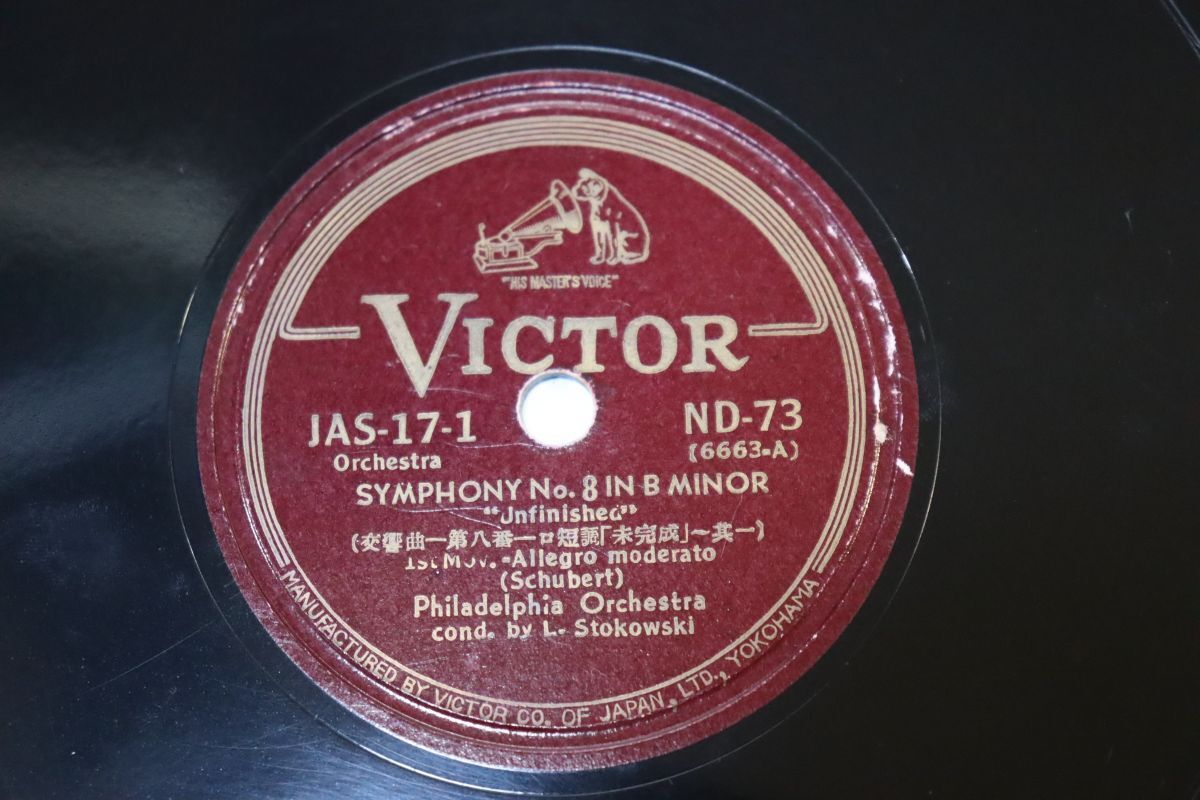 "HIS MASTER'S VOICE"
VICTOR
JAS-17-1
ND-73
Orchestra
(6663-A)
SYMPHONY No. 8 IN B MINOR
"Unfinished"
(交響曲—第八番—ロ短調「未完成」~其一)
1st Mov.-Allegro moderato
(Schubert)
Philadelphia Orchestra
cond. by L. Stokowski
MANUFACTURED BY VICTOR CO. OF JAPAN, LTD., YOKOHAMA